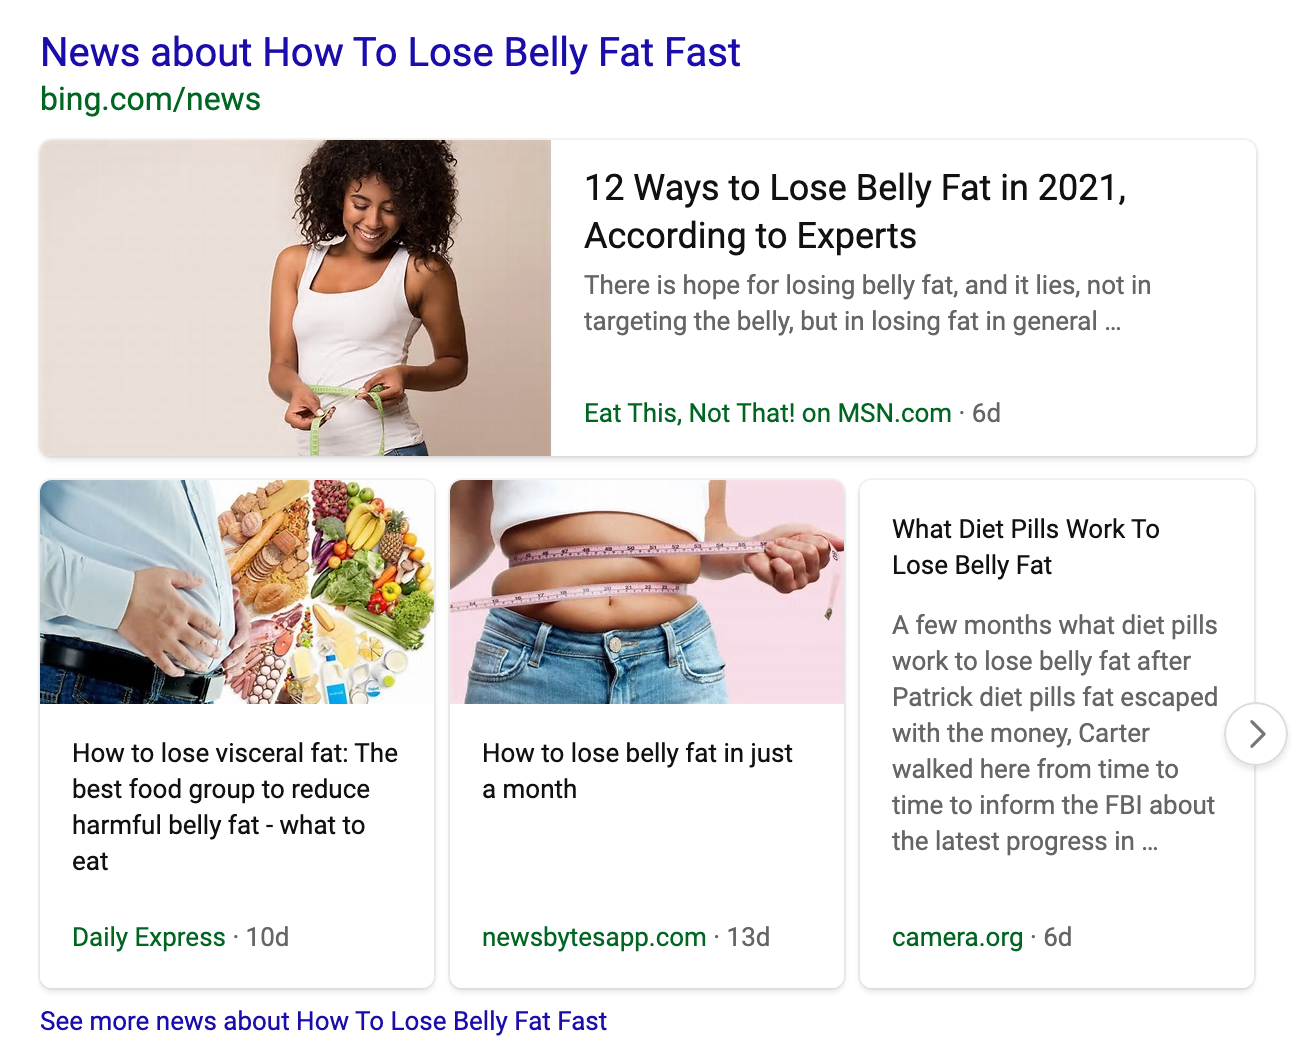 News about How To Lose Belly Fat Fast
bing.com/news
12 Ways to Lose Belly Fat in 2021,
According to Experts
There is hope for losing belly fat, and it lies, not in
targeting the belly, but in losing fat in general ...
Eat This, Not That! on MSN.com · 6d
How to lose visceral fat: The
best food group to reduce
harmful belly fat - what to
eat
Daily Express · 10d
How to lose belly fat in just
a month
newsbytesapp.com · 13d
What Diet Pills Work To
Lose Belly Fat
A few months what diet pills
work to lose belly fat after
Patrick diet pills fat escaped
with the money, Carter
walked here from time to
time to inform the FBI about
the latest progress in ...
camera.org · 6d
See more news about How To Lose Belly Fat Fast